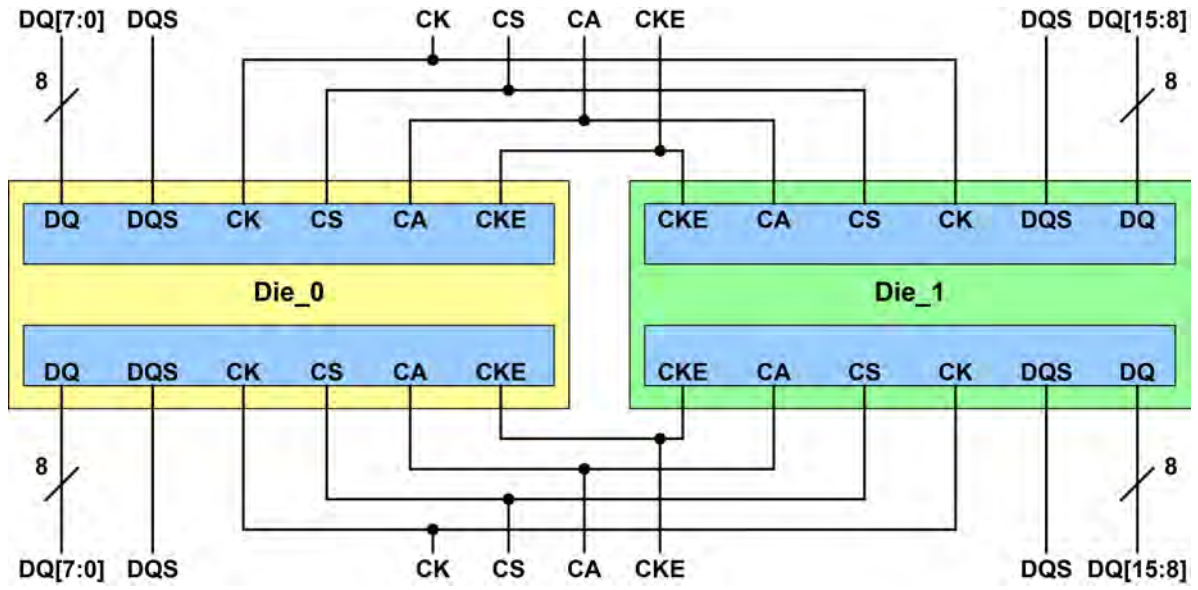 DQ[7:0] DQS CK CS CA CKE DQS DQ[15:8]
8 8
DQ DQS CK CS CA CKE CKE CA CS CK DQS DQ
Die_0 Die_1
DQ DQS CK CS CA CKE CKE CA CS CK DQS DQ
8 8
DQ[7:0] DQS CK CS CA CKE DQS DQ[15:8]